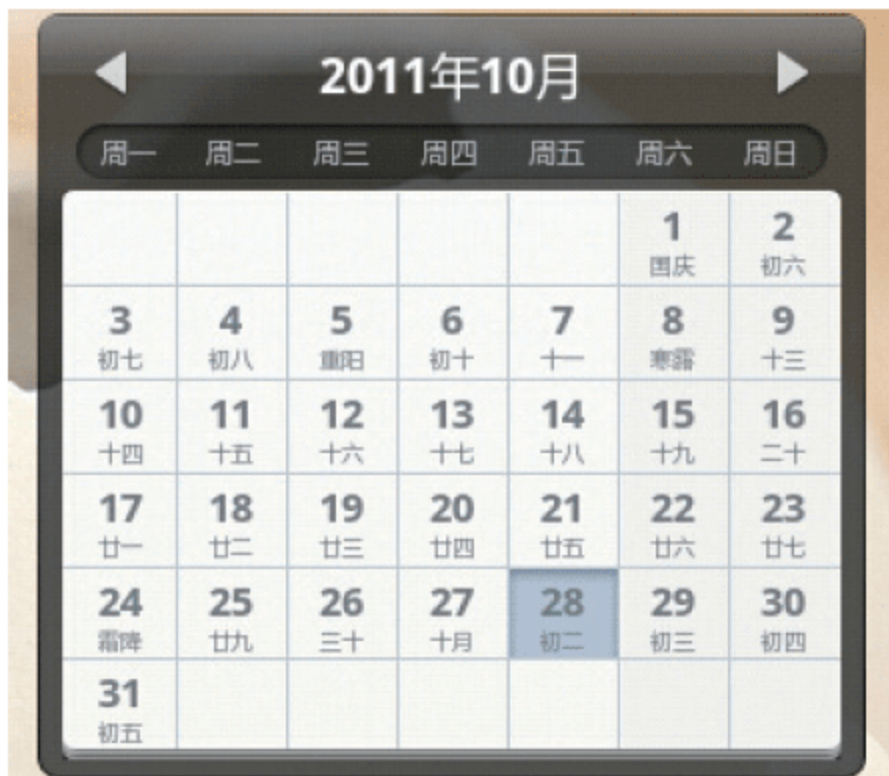 2011年10月
周一 周二 周三 周四 周五 周六 周日
1 2
国庆 初六
3 4 5 6 7 8 9
初七 初八 重阳 初十 十一 寒露 十三
10 11 12 13 14 15 16
十四 十五 十六 十七 十八 十九 二十
17 18 19 20 21 22 23
廿一 廿二 廿三 廿四 廿五 廿六 廿七
24 25 26 27 28 29 30
霜降 廿九 三十 十月 初二 初三 初四
31
初五